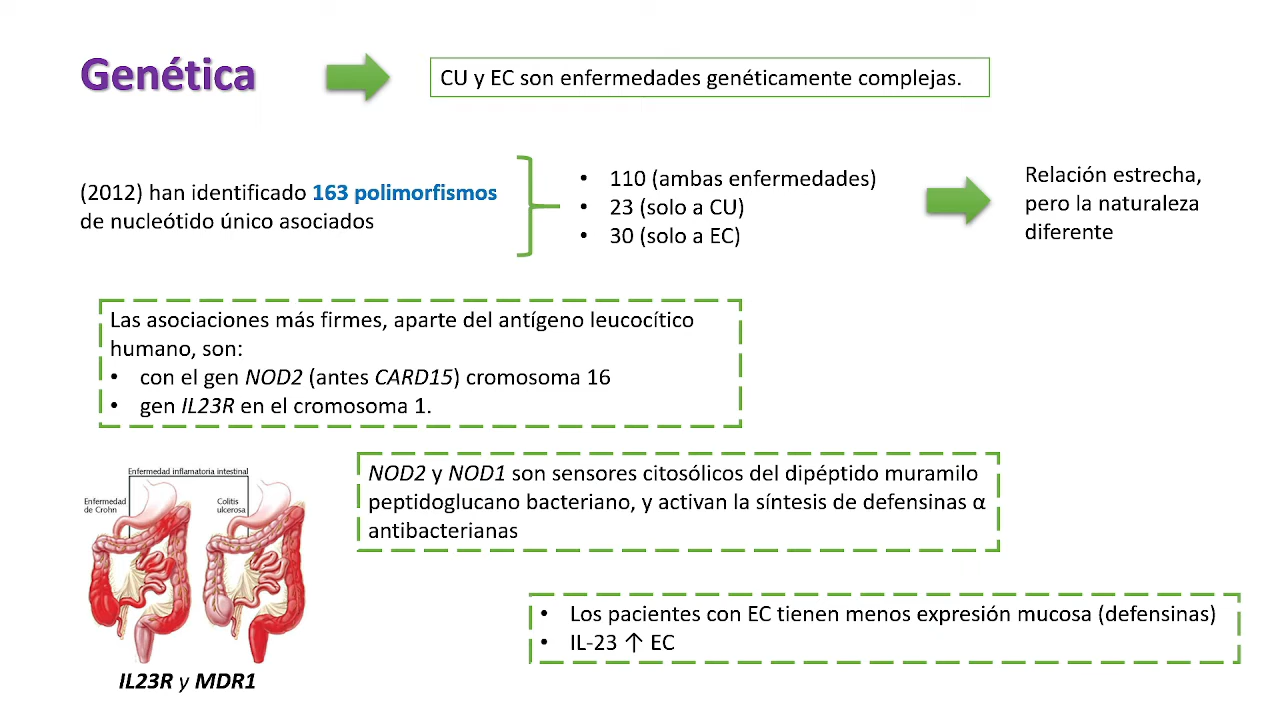 Genética
CU y EC son enfermedades genéticamente complejas.
(2012) han identificado 163 polimorfismos
de nucleótido único asociados
• 110 (ambas enfermedades)
• 23 (solo a CU)
• 30 (solo a EC)
Relación estrecha,
pero la naturaleza
diferente
Las asociaciones más firmes, aparte del antígeno leucocítico
humano, son:
• con el gen NOD2 (antes CARD15) cromosoma 16
• gen IL23R en el cromosoma 1.
NOD2 y NOD1 son sensores citosólicos del dipéptido muramilo
peptidoglucano bacteriano, y activan la síntesis de defensinas α
antibacterianas
Enfermedad inflamatoria intestinal
Enfermedad
de Crohn
Colitis
ulcerosa
IL23R y MDR1
• Los pacientes con EC tienen menos expresión mucosa (defensinas)
• IL-23 ↑ EC